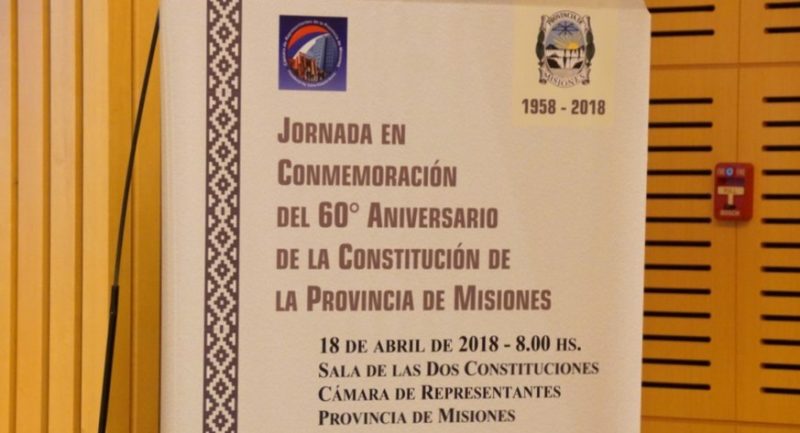 PROVINCIA DE
MISIONES
1958 - 2018
JORNADA EN
CONMEMORACIÓN
DEL 60° ANIVERSARIO
DE LA CONSTITUCIÓN DE
LA PROVINCIA DE MISIONES
18 DE ABRIL DE 2018 - 8.00 HS.
SALA DE LAS DOS CONSTITUCIONES
CÁMARA DE REPRESENTANTES
PROVINCIA DE MISIONES
PULL
BOSCH